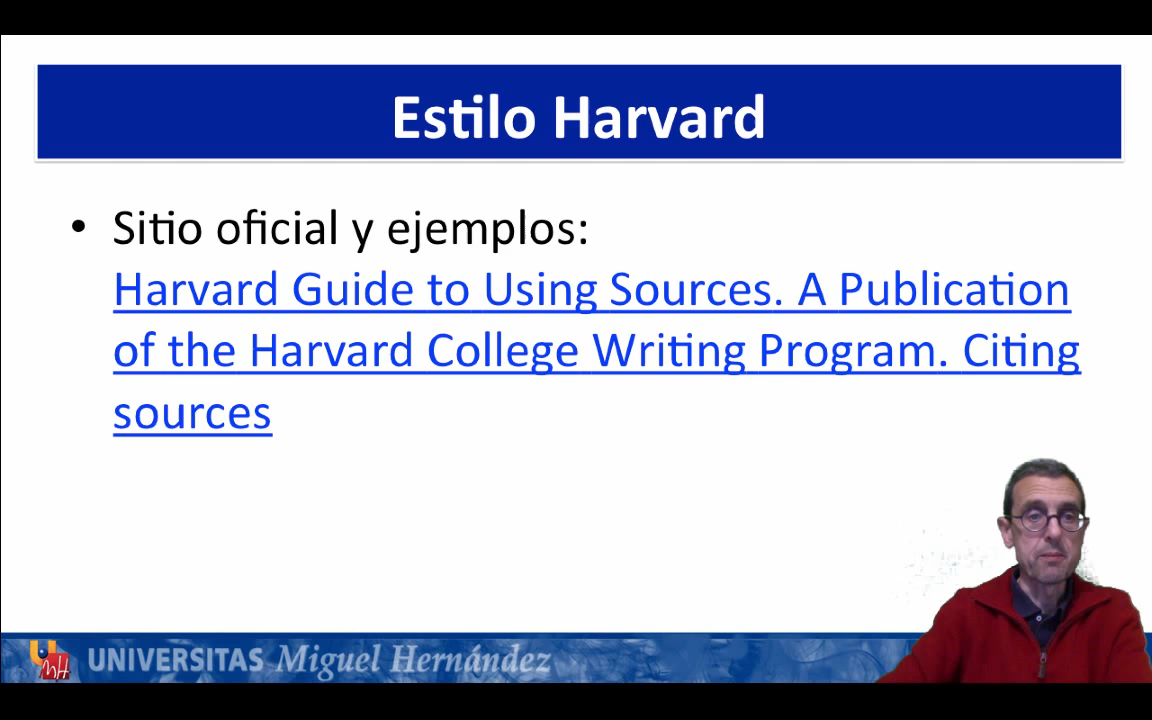 Estilo Harvard
• Sitio oficial y ejemplos:
Harvard Guide to Using Sources. A Publication
of the Harvard College Writing Program. Citing
sources
UNIVERSITAS Miguel Hernández